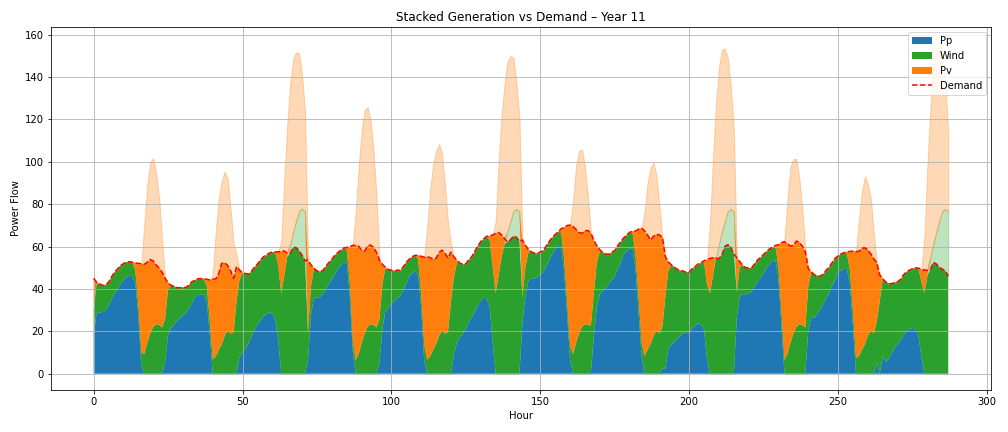 Stacked Generation vs Demand – Year 11
Power Flow
160
140
120
100
80
60
40
20
0
Pp
Wind
Pv
Demand
0
50
100
150
200
250
300
Hour